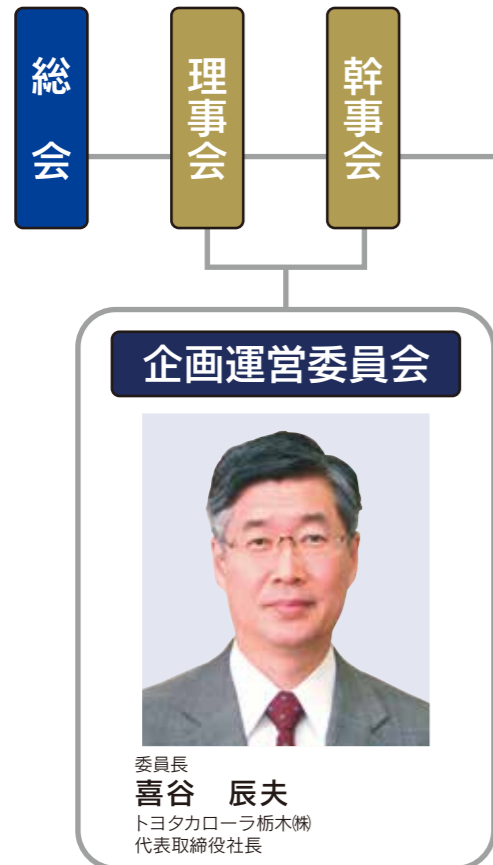 総会
理事会
幹事会
企画運営委員会
委員長
喜谷　辰夫
トヨタカローラ栃木㈱
代表取締役社長